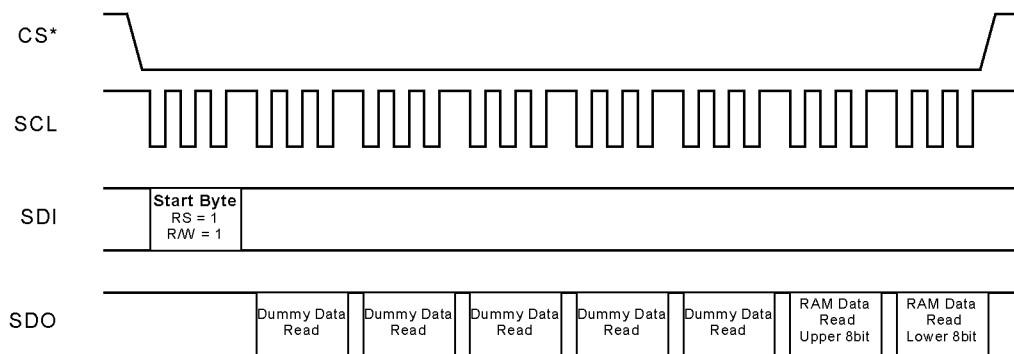 CS*
SCL
SDI
Start Byte
RS = 1
R/W = 1
SDO
Dummy Data
Read
Dummy Data
Read
Dummy Data
Read
Dummy Data
Read
Dummy Data
Read
RAM Data
Read
Upper 8bit
RAM Data
Read
Lower 8bit